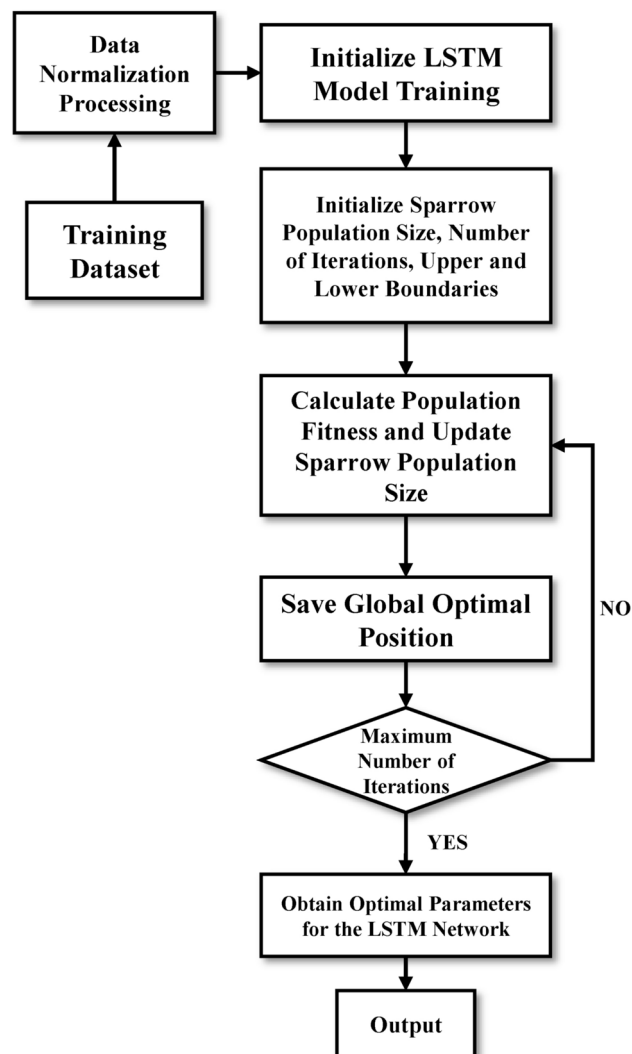 Data
Normalization
Processing
Initialize LSTM
Model Training
Training
Dataset
Initialize Sparrow
Population Size, Number
of Iterations, Upper and
Lower Boundaries
Calculate Population
Fitness and Update
Sparrow Population
Size
Save Global Optimal
Position
NO
Maximum
Number of
Iterations
YES
Obtain Optimal Parameters
for the LSTM Network
Output